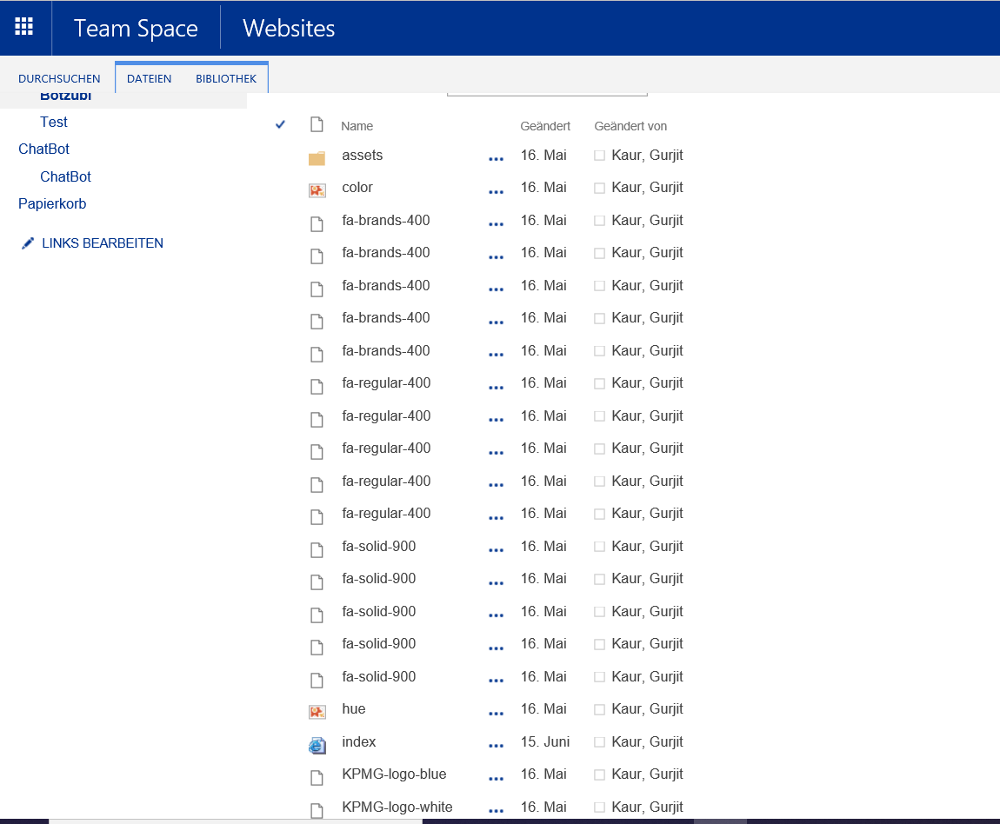 Team Space Websites
DURCHSUCHEN DATEIEN BIBLIOTHEK
Botzubi
Test
ChatBot
ChatBot
Papierkorb
LINKS BEARBEITEN
Name Geändert Geändert von
assets ... 16. Mai Kaur, Gurjit
color ... 16. Mai Kaur, Gurjit
fa-brands-400 ... 16. Mai Kaur, Gurjit
fa-brands-400 ... 16. Mai Kaur, Gurjit
fa-brands-400 ... 16. Mai Kaur, Gurjit
fa-brands-400 ... 16. Mai Kaur, Gurjit
fa-brands-400 ... 16. Mai Kaur, Gurjit
fa-regular-400 ... 16. Mai Kaur, Gurjit
fa-regular-400 ... 16. Mai Kaur, Gurjit
fa-regular-400 ... 16. Mai Kaur, Gurjit
fa-regular-400 ... 16. Mai Kaur, Gurjit
fa-regular-400 ... 16. Mai Kaur, Gurjit
fa-solid-900 ... 16. Mai Kaur, Gurjit
fa-solid-900 ... 16. Mai Kaur, Gurjit
fa-solid-900 ... 16. Mai Kaur, Gurjit
fa-solid-900 ... 16. Mai Kaur, Gurjit
fa-solid-900 ... 16. Mai Kaur, Gurjit
hue ... 16. Mai Kaur, Gurjit
index ... 15. Juni Kaur, Gurjit
KPMG-logo-blue ... 16. Mai Kaur, Gurjit
KPMG-logo-white ... 16. Mai Kaur, Gurjit